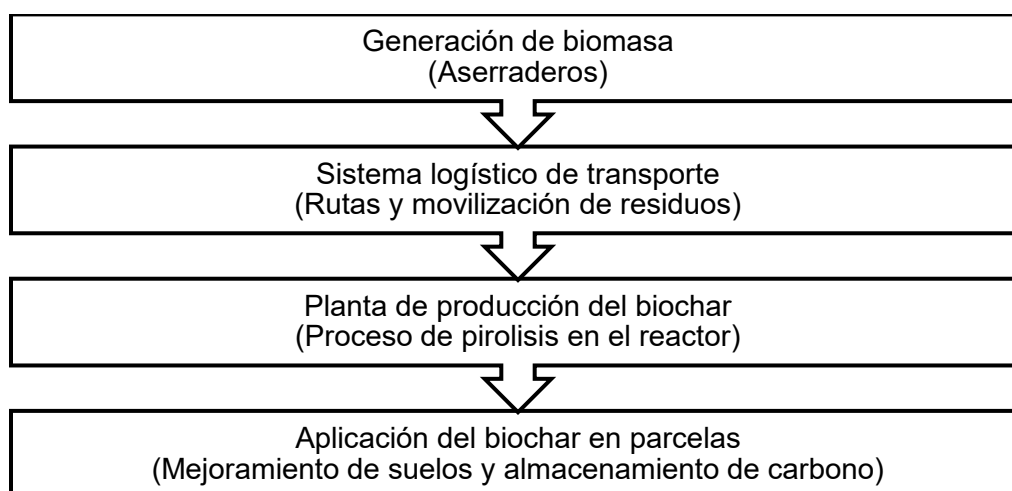 Generación de biomasa
(Aserraderos)
Sistema logístico de transporte
(Rutas y movilización de residuos)
Planta de producción del biochar
(Proceso de pirolisis en el reactor)
Aplicación del biochar en parcelas
(Mejoramiento de suelos y almacenamiento de carbono)